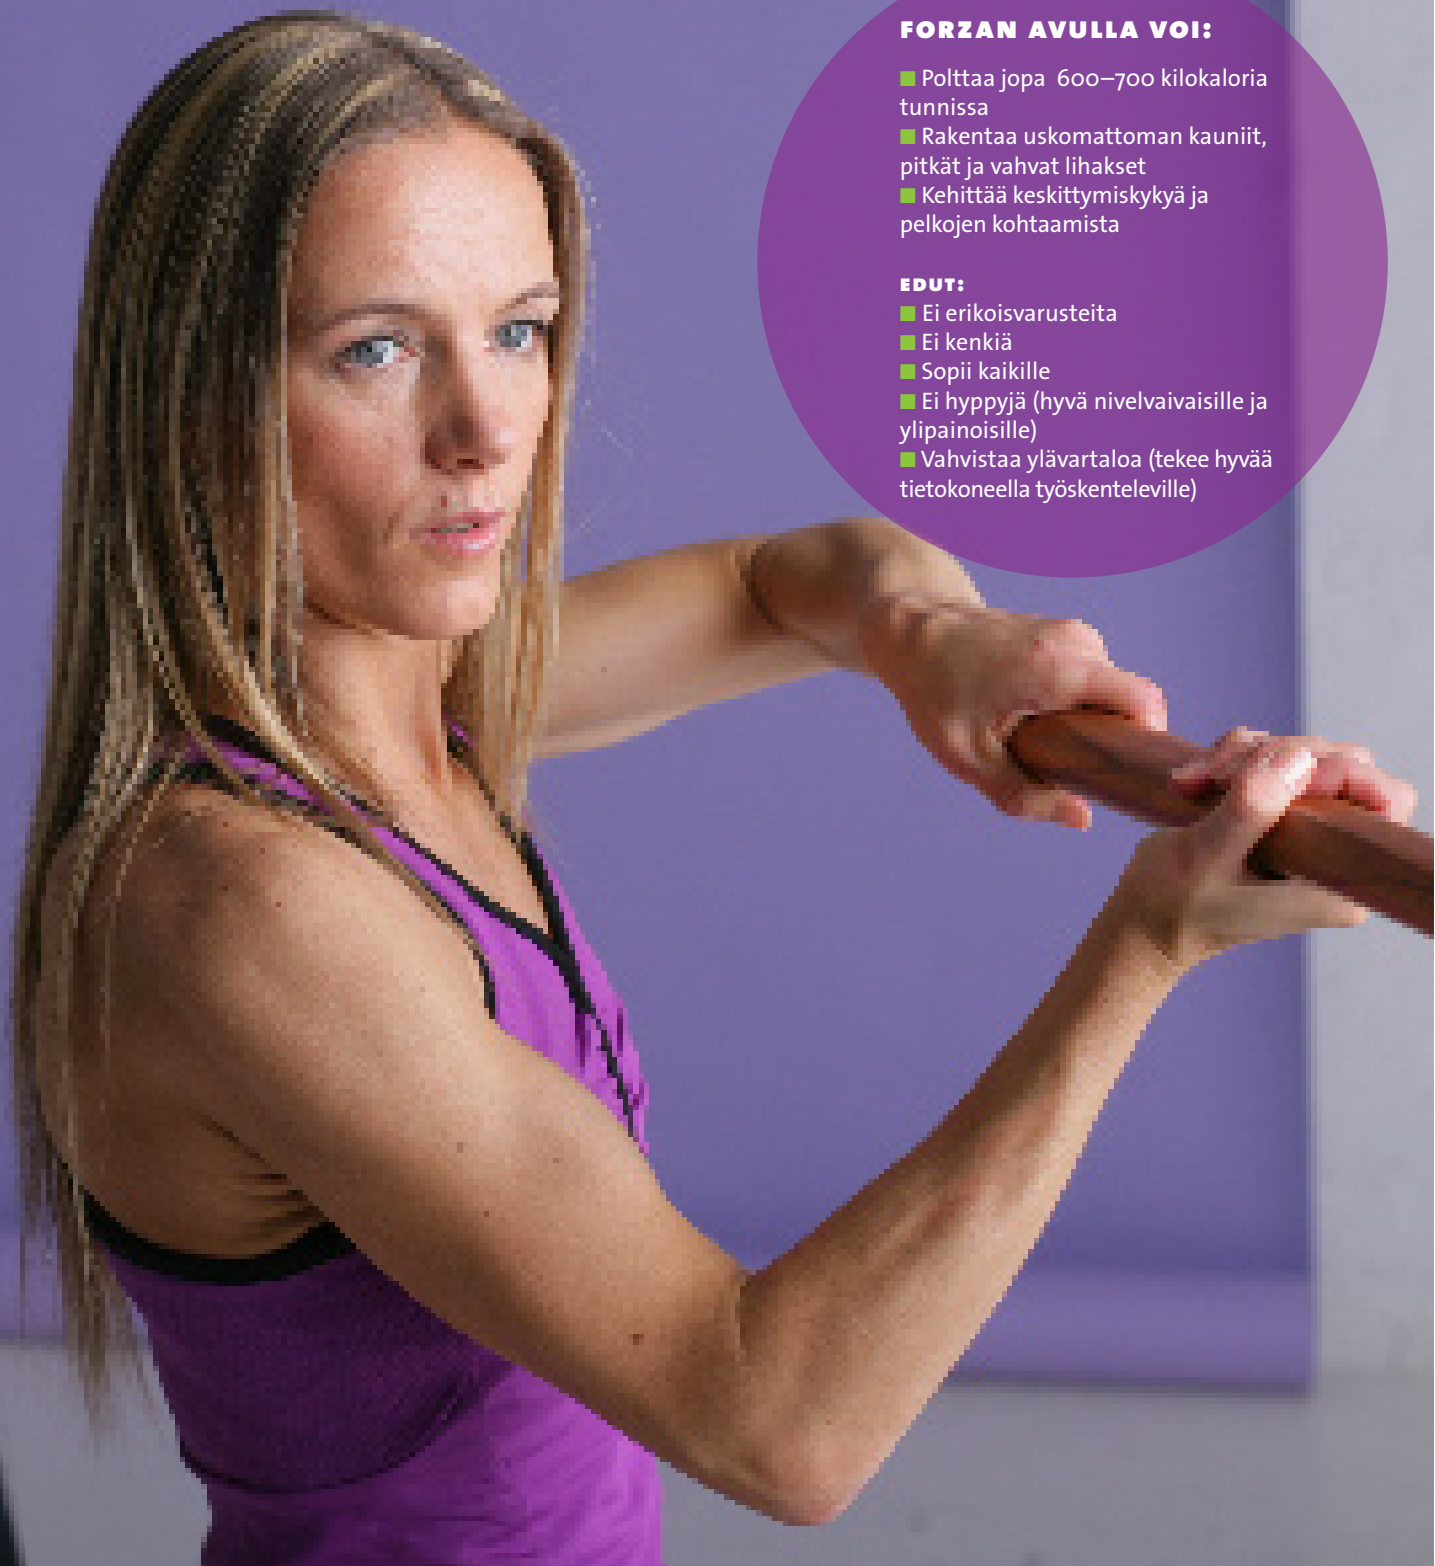 FORZAN AVULLA VOI:
■ Polttaa jopa 600–700 kilokaloria
tunnissa
■ Rakentaa uskomattoman kauniit,
pitkät ja vahvat lihakset
■ Kehittää keskittymiskykyä ja
pelkojen kohtaamista
EDUT:
■ Ei erikoisvarusteita
■ Ei kenkiä
■ Sopii kaikille
■ Ei hyppyjä (hyvä nivelvaivaisille ja
ylipainoisille)
■ Vahvistaa ylävartaloa (tekee hyvää
tietokoneella työskenteleville)